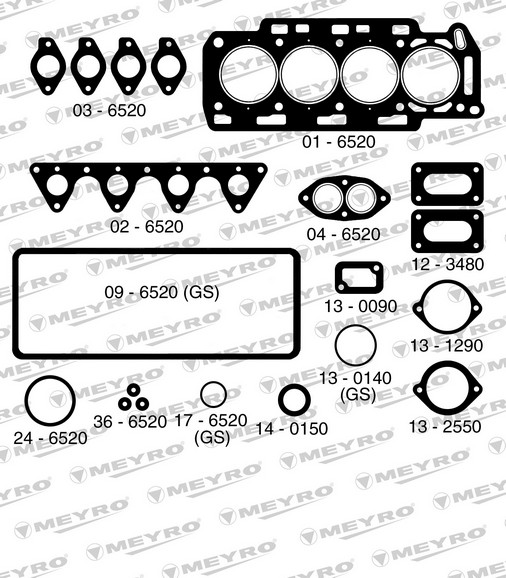 03 - 6520
01 - 6520
02 - 6520
04 - 6520
12 - 3480
09 - 6520 (GS)
13 - 0090
13 - 1290
13 - 0140
(GS)
24 - 6520
36 - 6520
17 - 6520
(GS)
14 - 0150
13 - 2550
MEYRO®